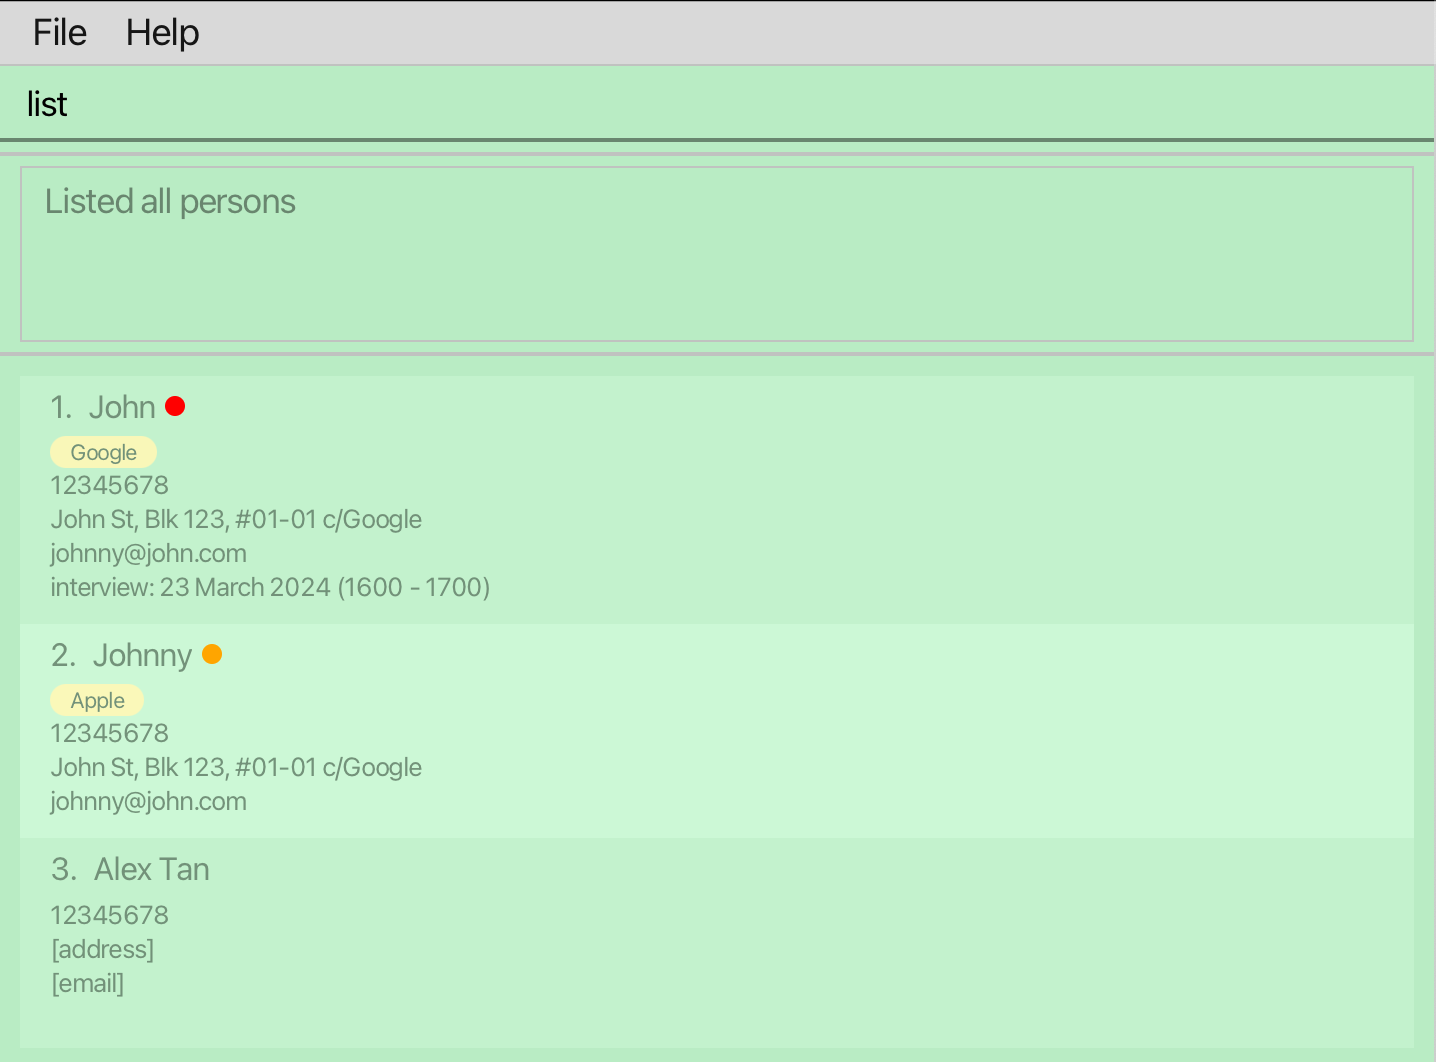 File Help
list
Listed all persons
1. John
Google
12345678
John St, Blk 123, #01-01 c/Google
johnny@john.com
interview: 23 March 2024 (1600 - 1700)
2. Johnny
Apple
12345678
John St, Blk 123, #01-01 c/Google
johnny@john.com
3. Alex Tan
12345678
[address]
[email]